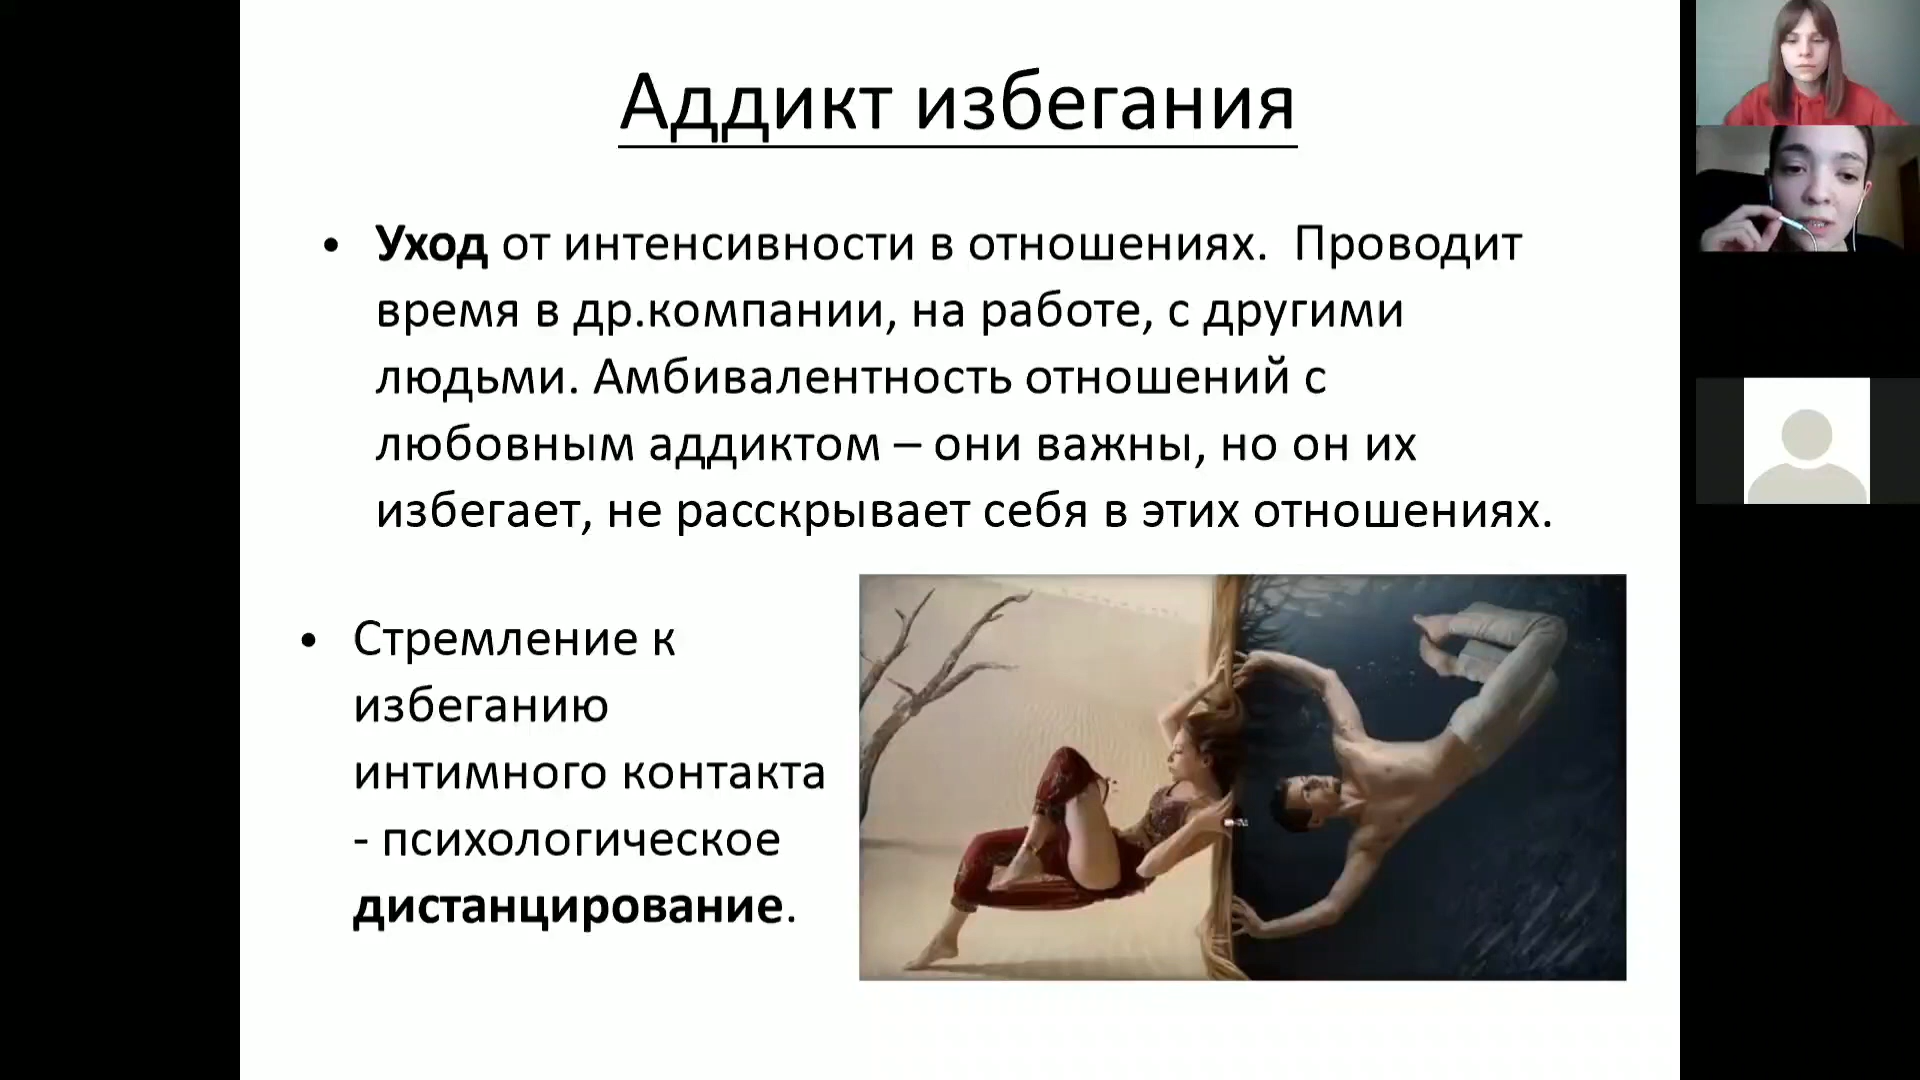 Аддикт избегания
• Уход от интенсивности в отношениях. Проводит
время в др.компании, на работе, с другими
людьми. Амбивалентность отношений с
любовным аддиктом – они важны, но он их
избегает, не расскрывает себя в этих отношениях.
• Стремление к
избеганию
интимного контакта
- психологическое
дистанцирование.